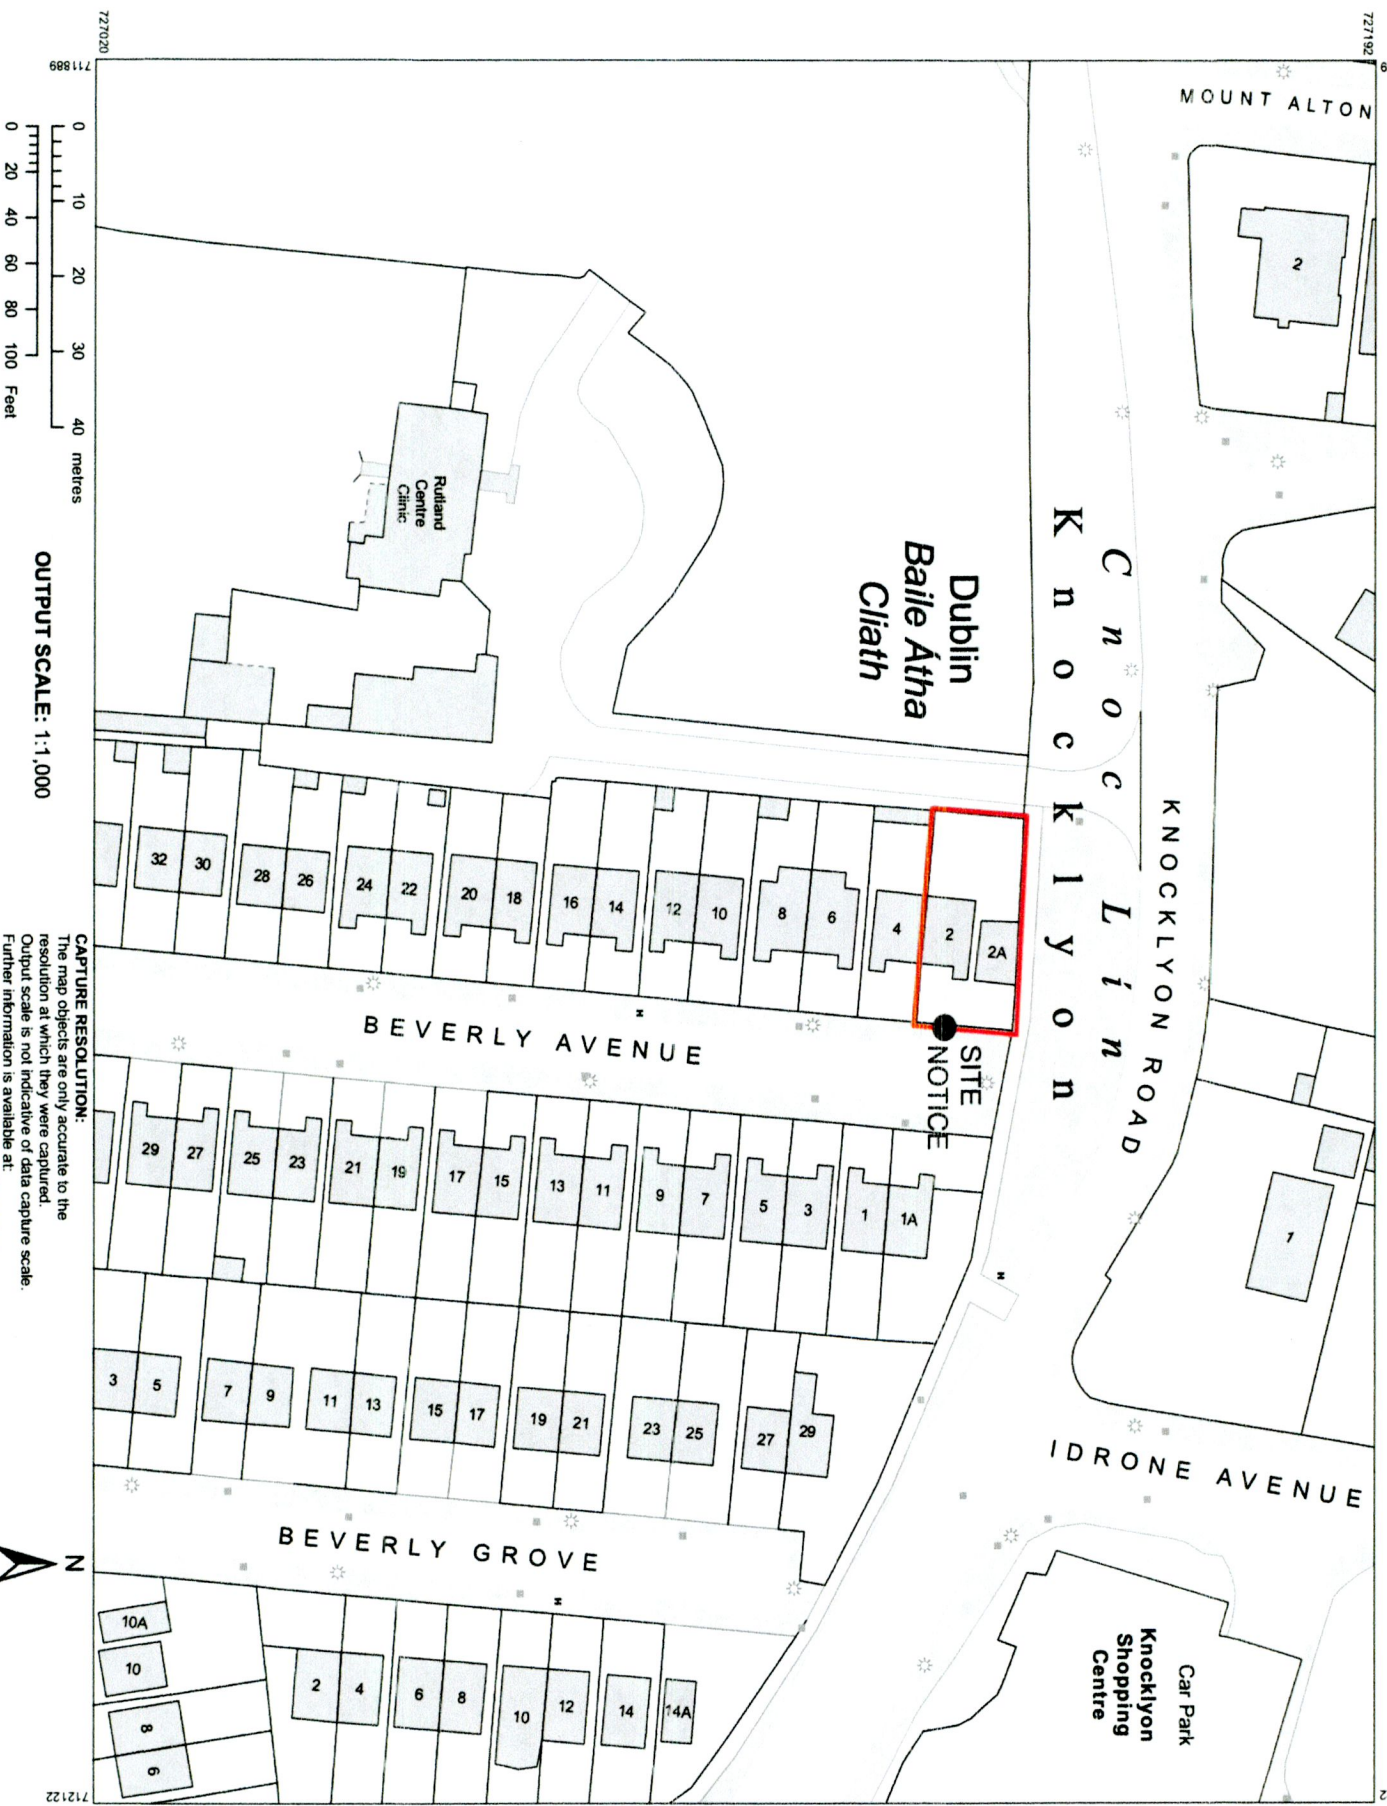 727020
727192
711889
6
MOUNT ALTON
2
0 10 20 30 40 metres
0 20 40 60 80 100 Feet
OUTPUT SCALE: 1:1,000
Rutland
Centre
Clinic
Dublin
Baile Átha
Cliath
Cnoc Lín
Knocklyon
KNOCKLYON ROAD
32
30
28
26
24
22
20
18
16
14
12
10
8
6
4
2
2A
SITE
NOTICE
BEVERLY AVENUE
H
29
27
25
23
21
19
17
15
13
11
9
7
5
3
1
1A
H
1
3
5
7
9
11
13
15
17
19
21
23
25
27
29
IDRONE AVENUE
BEVERLY GROVE
H
10A
10
8
6
2
4
6
8
10
12
14
14A
Car Park
Knocklyon
Shopping
Centre
N
CAPTURE RESOLUTION:
The map objects are only accurate to the
resolution at which they were captured.
Output scale is not indicative of data capture scale.
Further information is available at:
712122
2